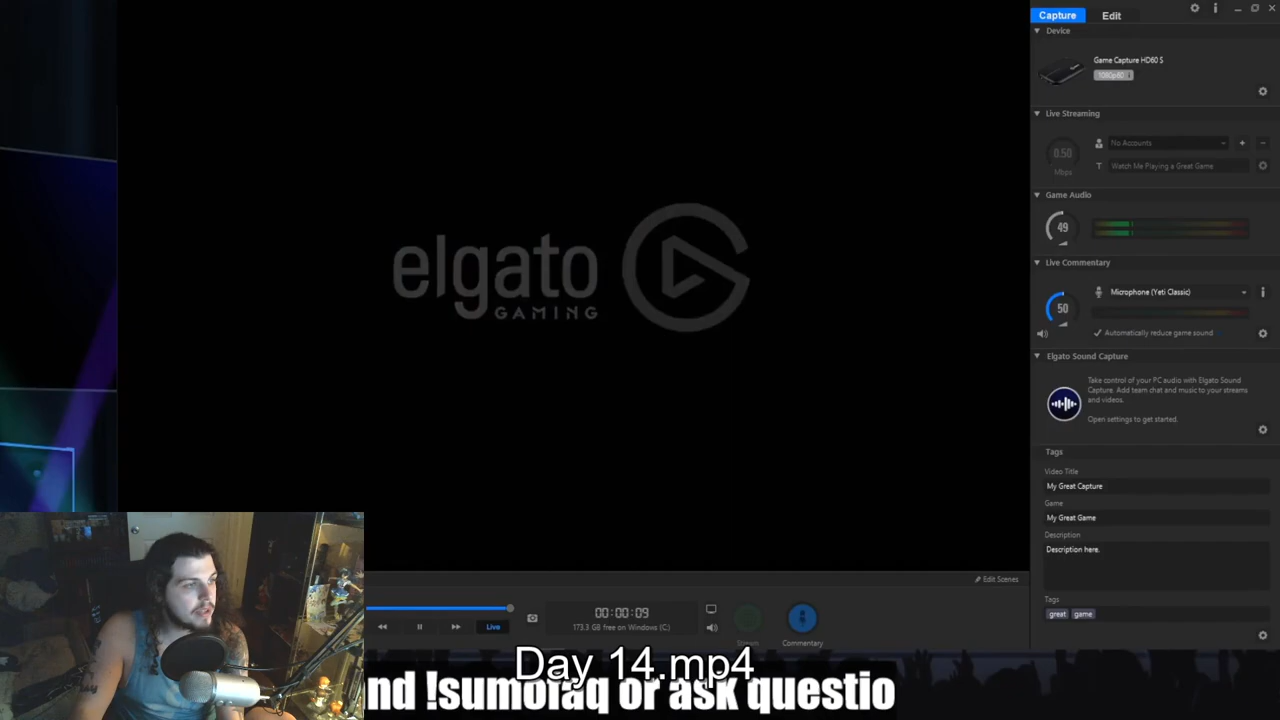 Capture
Edit
Device
Game Capture HD60 S
1080p60
Live Streaming
0.50
Mbps
No Accounts
T
Watch Me Playing a Great Game
Game Audio
49
Live Commentary
50
Microphone (Yeti Classic)
Automatically reduce game sound
Elgato Sound Capture
Take control of your PC audio with Elgato Sound
Capture. Add team chat and music to your streams
and videos.
Open settings to get started.
Tags
Video Title
My Great Capture
Game
My Great Game
Description
Description here.
Tags
great
game
elgato
GAMING
Edit Scenes
Live
00:00:09
173.3 GB free on Windows (C:)
Stream
Commentary
Day 14.mp4
nd !sumofaq or ask questio